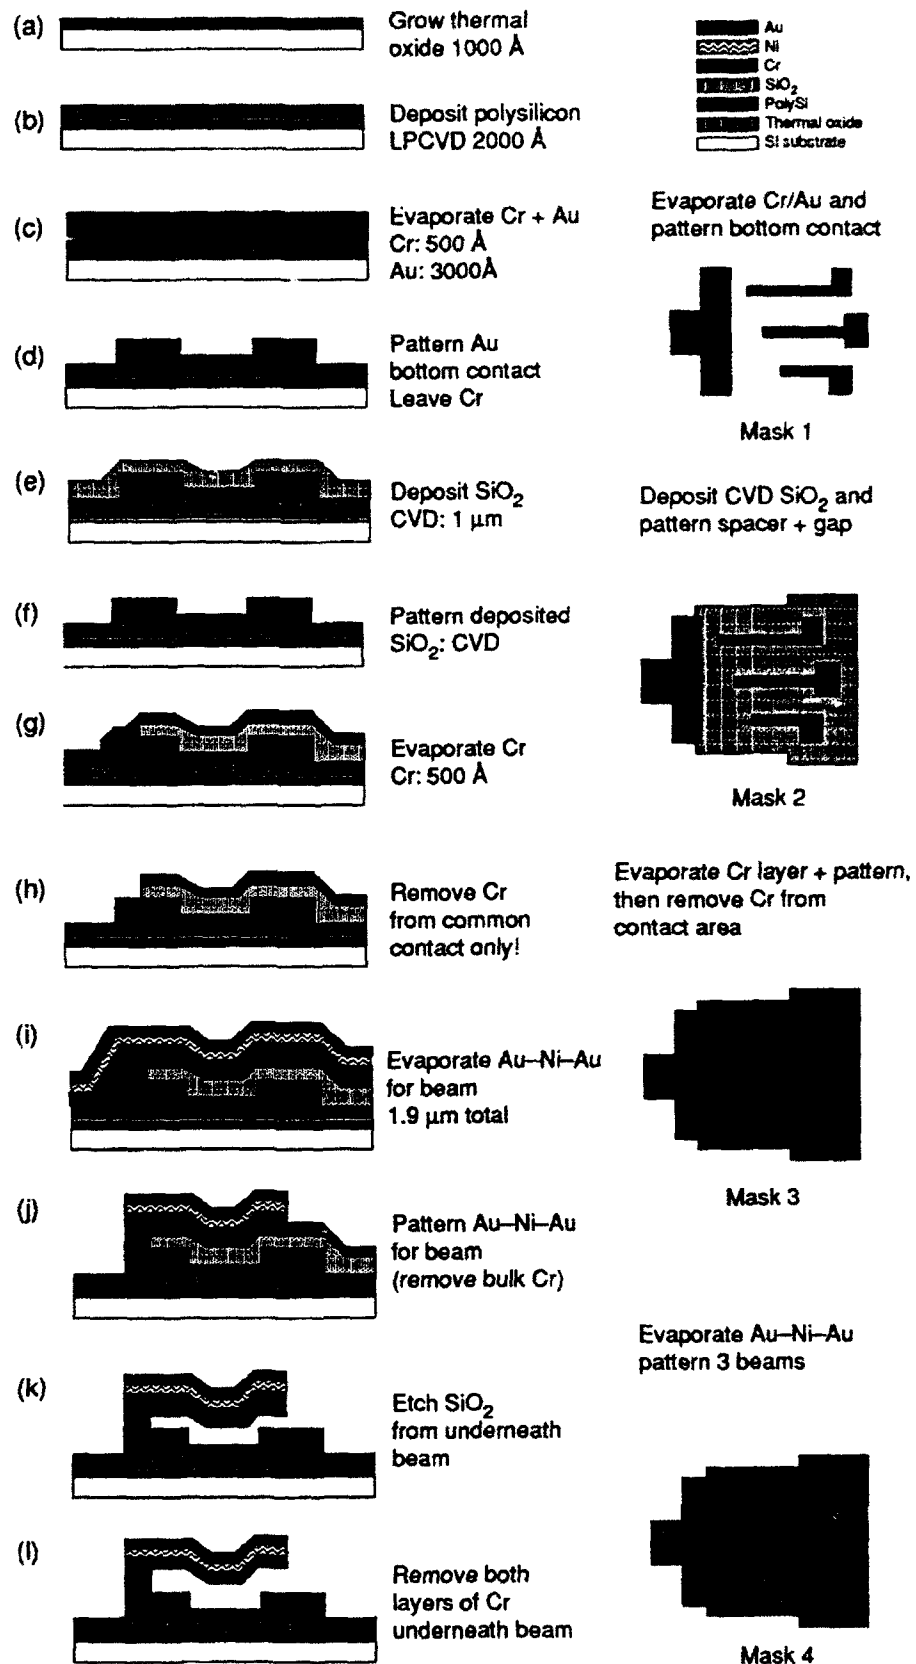 (a)
Grow thermal
oxide 1000 Å
(b)
Deposit polysilicon
LPCVD 2000 Å
(c)
Evaporate Cr + Au
Cr: 500 Å
Au: 3000Å
(d)
Pattern Au
bottom contact
Leave Cr
(e)
Deposit SiO₂
CVD: 1 µm
(f)
Pattern deposited
SiO₂: CVD
(g)
Evaporate Cr
Cr: 500 Å
(h)
Remove Cr
from common
contact only!
(i)
Evaporate Au–Ni–Au
for beam
1.9 µm total
(j)
Pattern Au–Ni–Au
for beam
(remove bulk Cr)
(k)
Etch SiO₂
from underneath
beam
(l)
Remove both
layers of Cr
underneath beam
Au
Ni
Cr
SiO₂
PolySi
Thermal oxide
Si substrate
Evaporate Cr/Au and
pattern bottom contact
Mask 1
Deposit CVD SiO₂ and
pattern spacer + gap
Mask 2
Evaporate Cr layer + pattern,
then remove Cr from
contact area
Mask 3
Evaporate Au–Ni–Au
pattern 3 beams
Mask 4